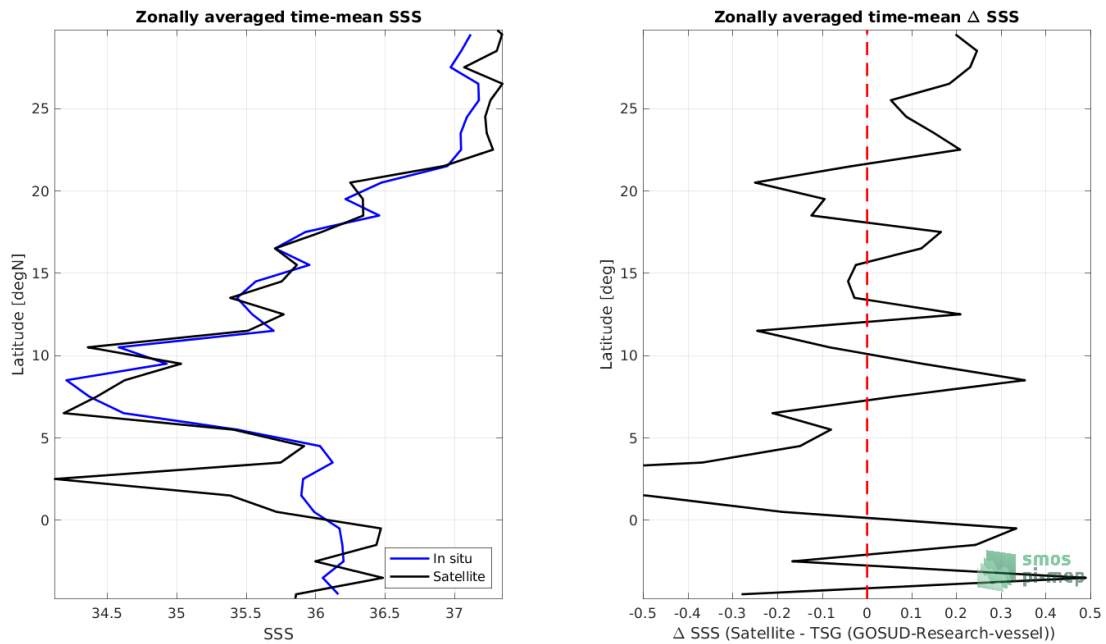 Zonally averaged time-mean SSS
Latitude [degN]
25
20
15
10
5
0
34.5
35
35.5
36
36.5
37
SSS
In situ
Satellite
Zonally averaged time-mean Δ SSS
Latitude [deg]
25
20
15
10
5
0
-0.5
-0.4
-0.3
-0.2
-0.1
0
0.1
0.2
0.3
0.4
0.5
Δ SSS (Satellite - TSG (GOSUD-Research-vessel))
smos
pi-mep